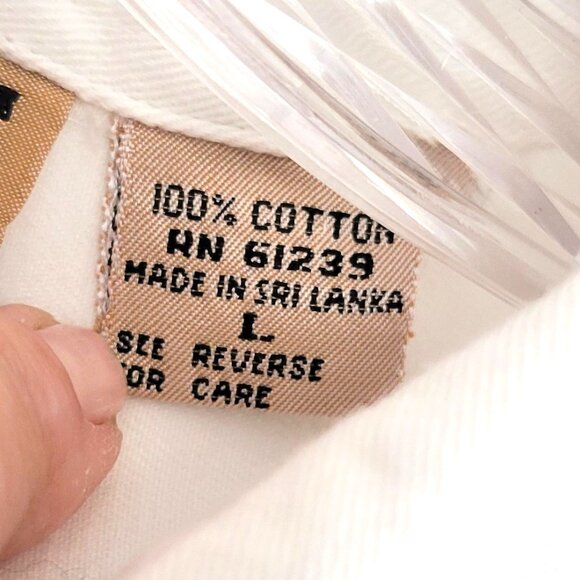 100% COTTON
RN 61239
MADE IN SRI LANKA
L
SEE REVERSE
FOR CARE